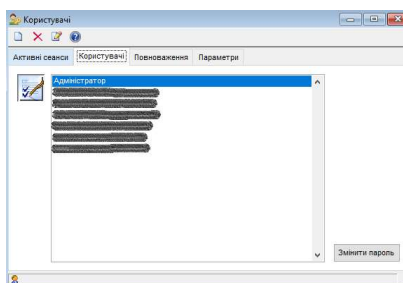 Користувачі
Активні сеанси Користувачі Повноваження Параметри
Адміністратор
Змінити пароль